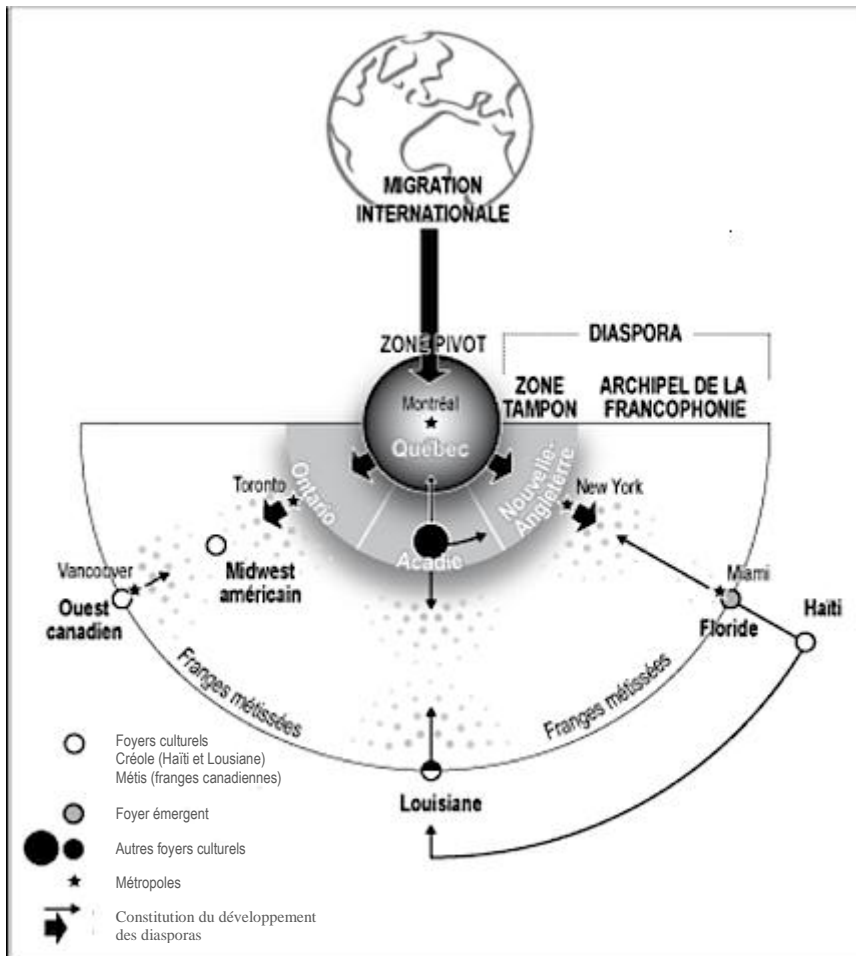 MIGRATION
INTERNATIONALE
ZONE PIVOT
DIASPORA
ZONE
TAMPON
ARCHIPEL DE LA
FRANCOPHONIE
Montréal
Québec
Ontario
Nouvelle-
Angleterre
Acadie
Toronto
New York
Vancouver
Midwest
américain
Ouest
canadien
Miami
Floride
Haïti
Franges métissées
Franges métissées
Louisiane
Foyers culturels
Créole (Haïti et Lousiane)
Métis (franges canadiennes)
Foyer émergent
Autres foyers culturels
Métropoles
Constitution du développement
des diasporas